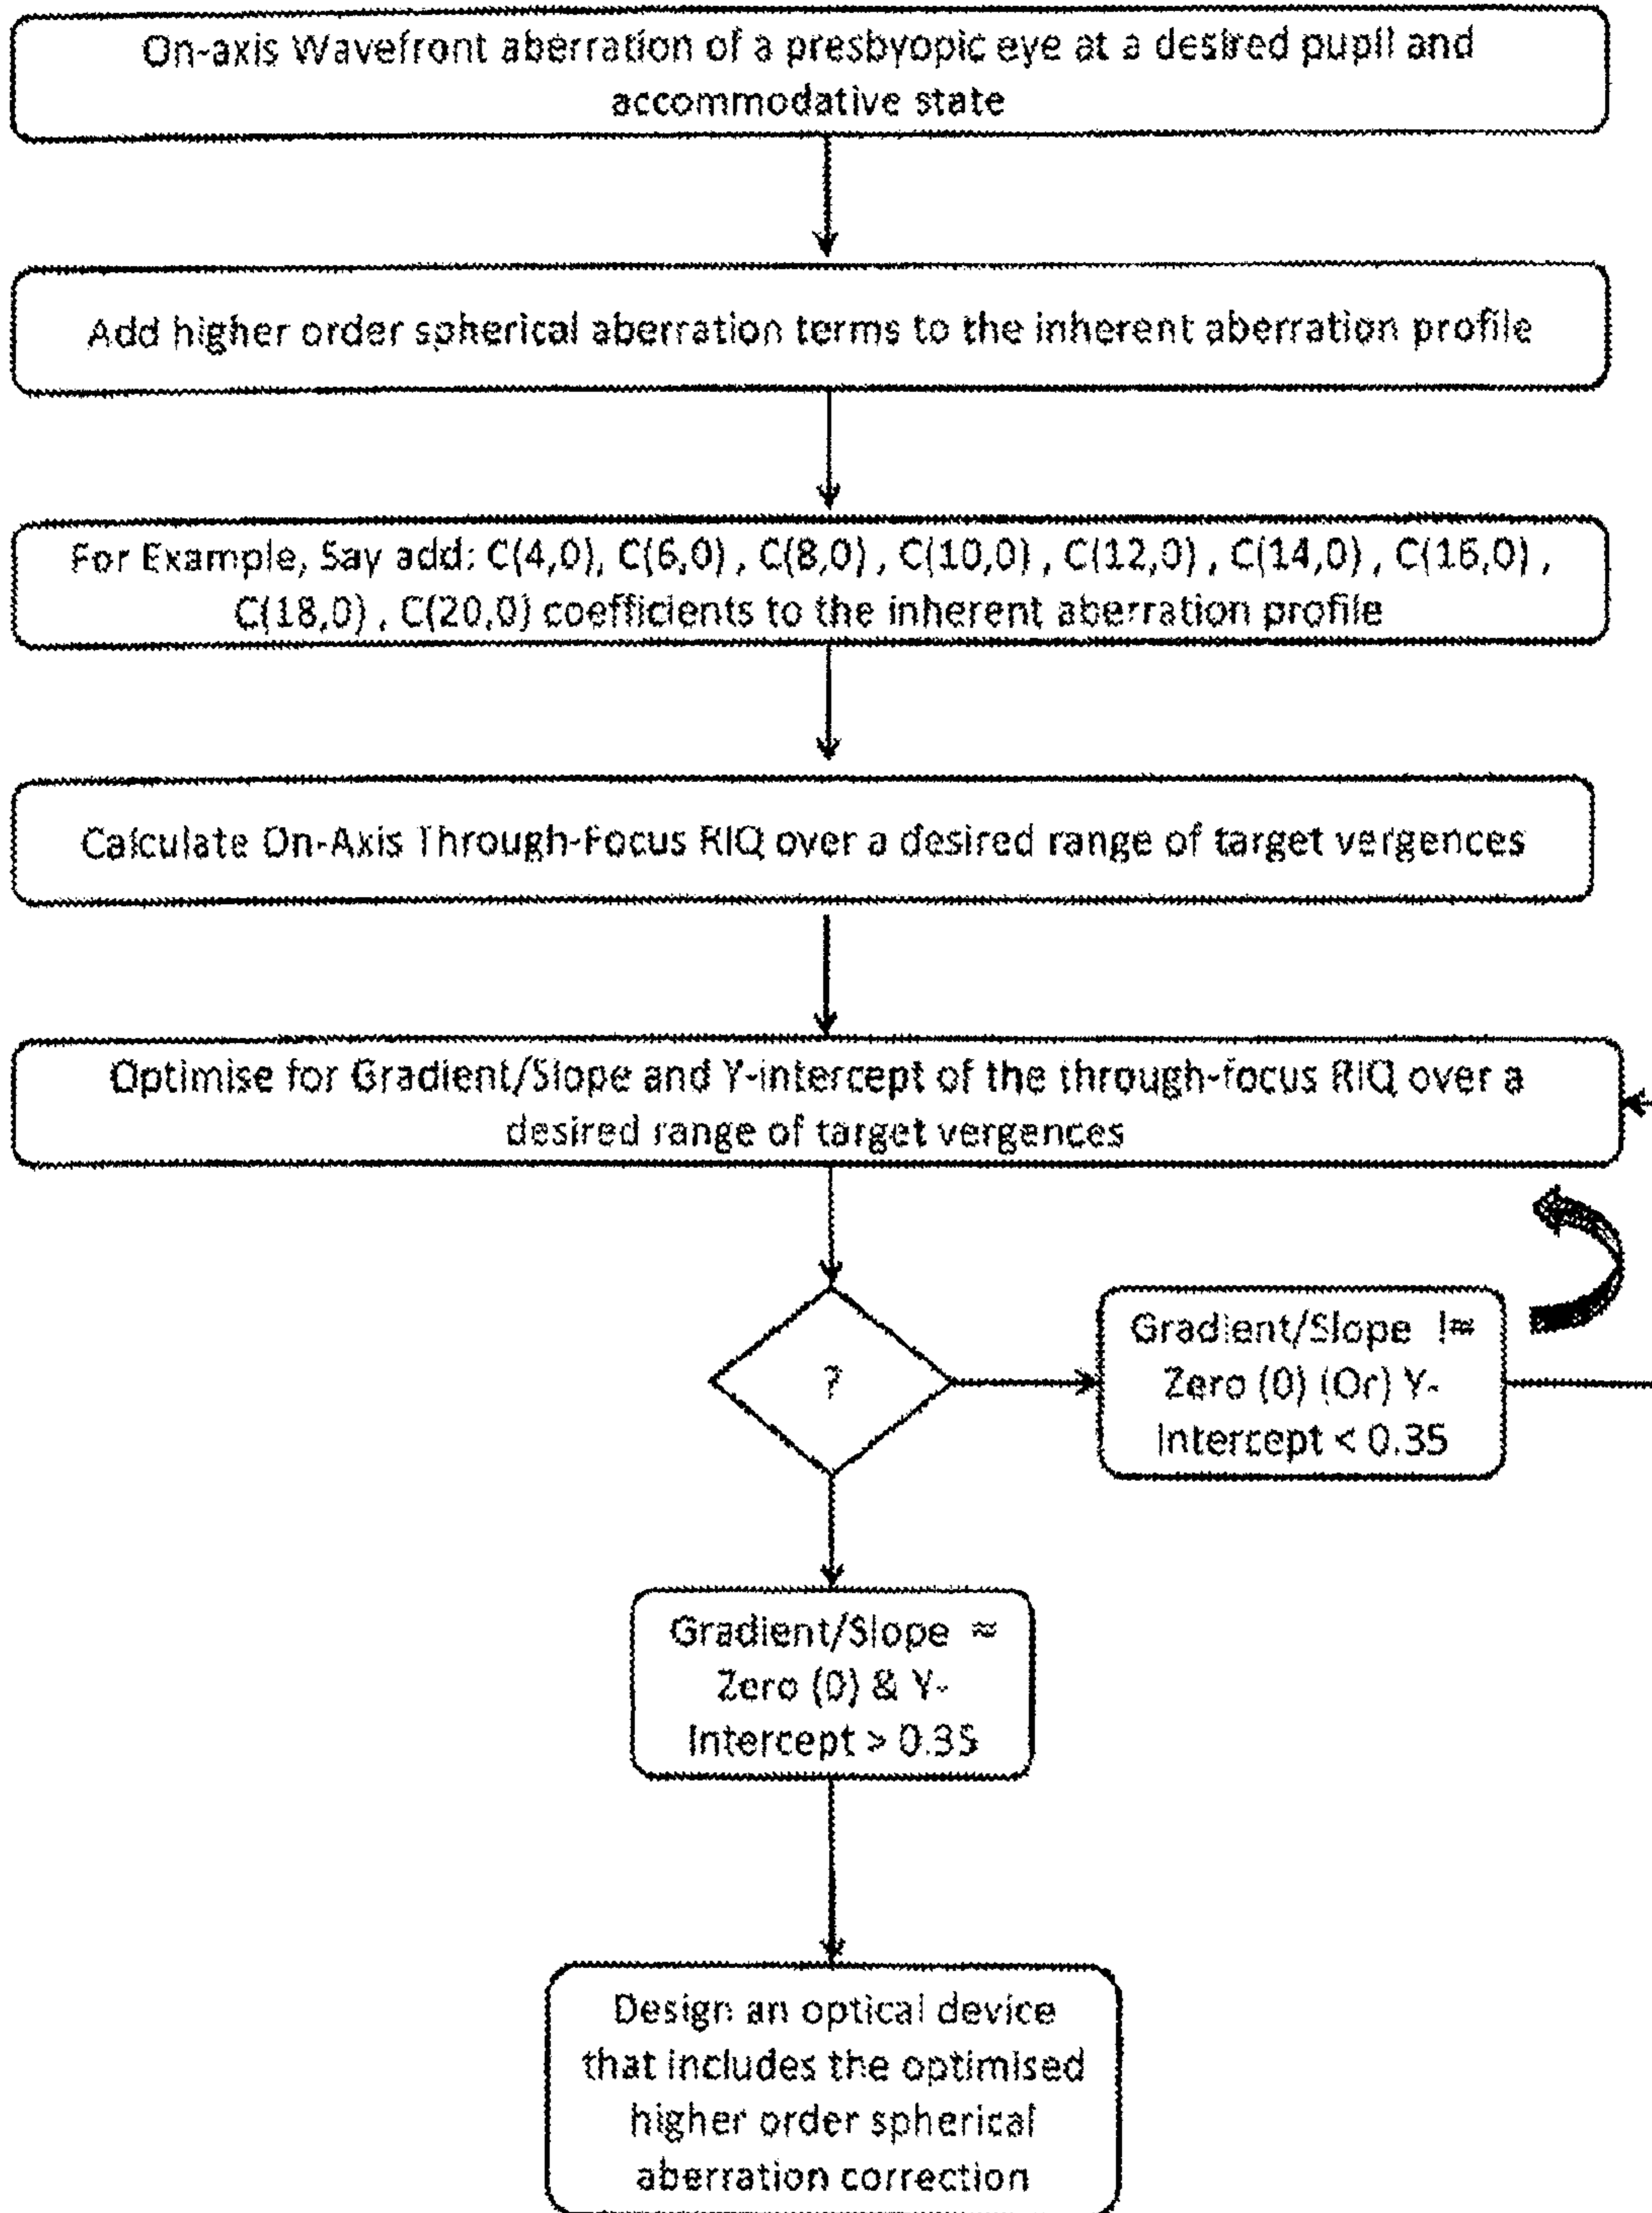 On-axis Wavefront aberration of a presbyopic eye at a desired pupil and
accommodative state
Add higher order spherical aberration terms to the inherent aberration profile
For Example, Say add: C(4,0), C(6,0) , C(8,0) , C(10,0) , C(12,0) , C(14,0) , C(16,0) ,
C(18,0) , C(20,0) coefficients to the inherent aberration profile
Calculate On-Axis Through-Focus RIQ over a desired range of target vergences
Optimise for Gradient/Slope and Y-intercept of the through-focus RIQ over a
desired range of target vergences
?
Gradient/Slope !≈
Zero (0) (Or) Y-
Intercept < 0.35
Gradient/Slope ≈
Zero (0) & Y-
Intercept > 0.35
Design an optical device
that includes the optimised
higher order spherical
aberration correction